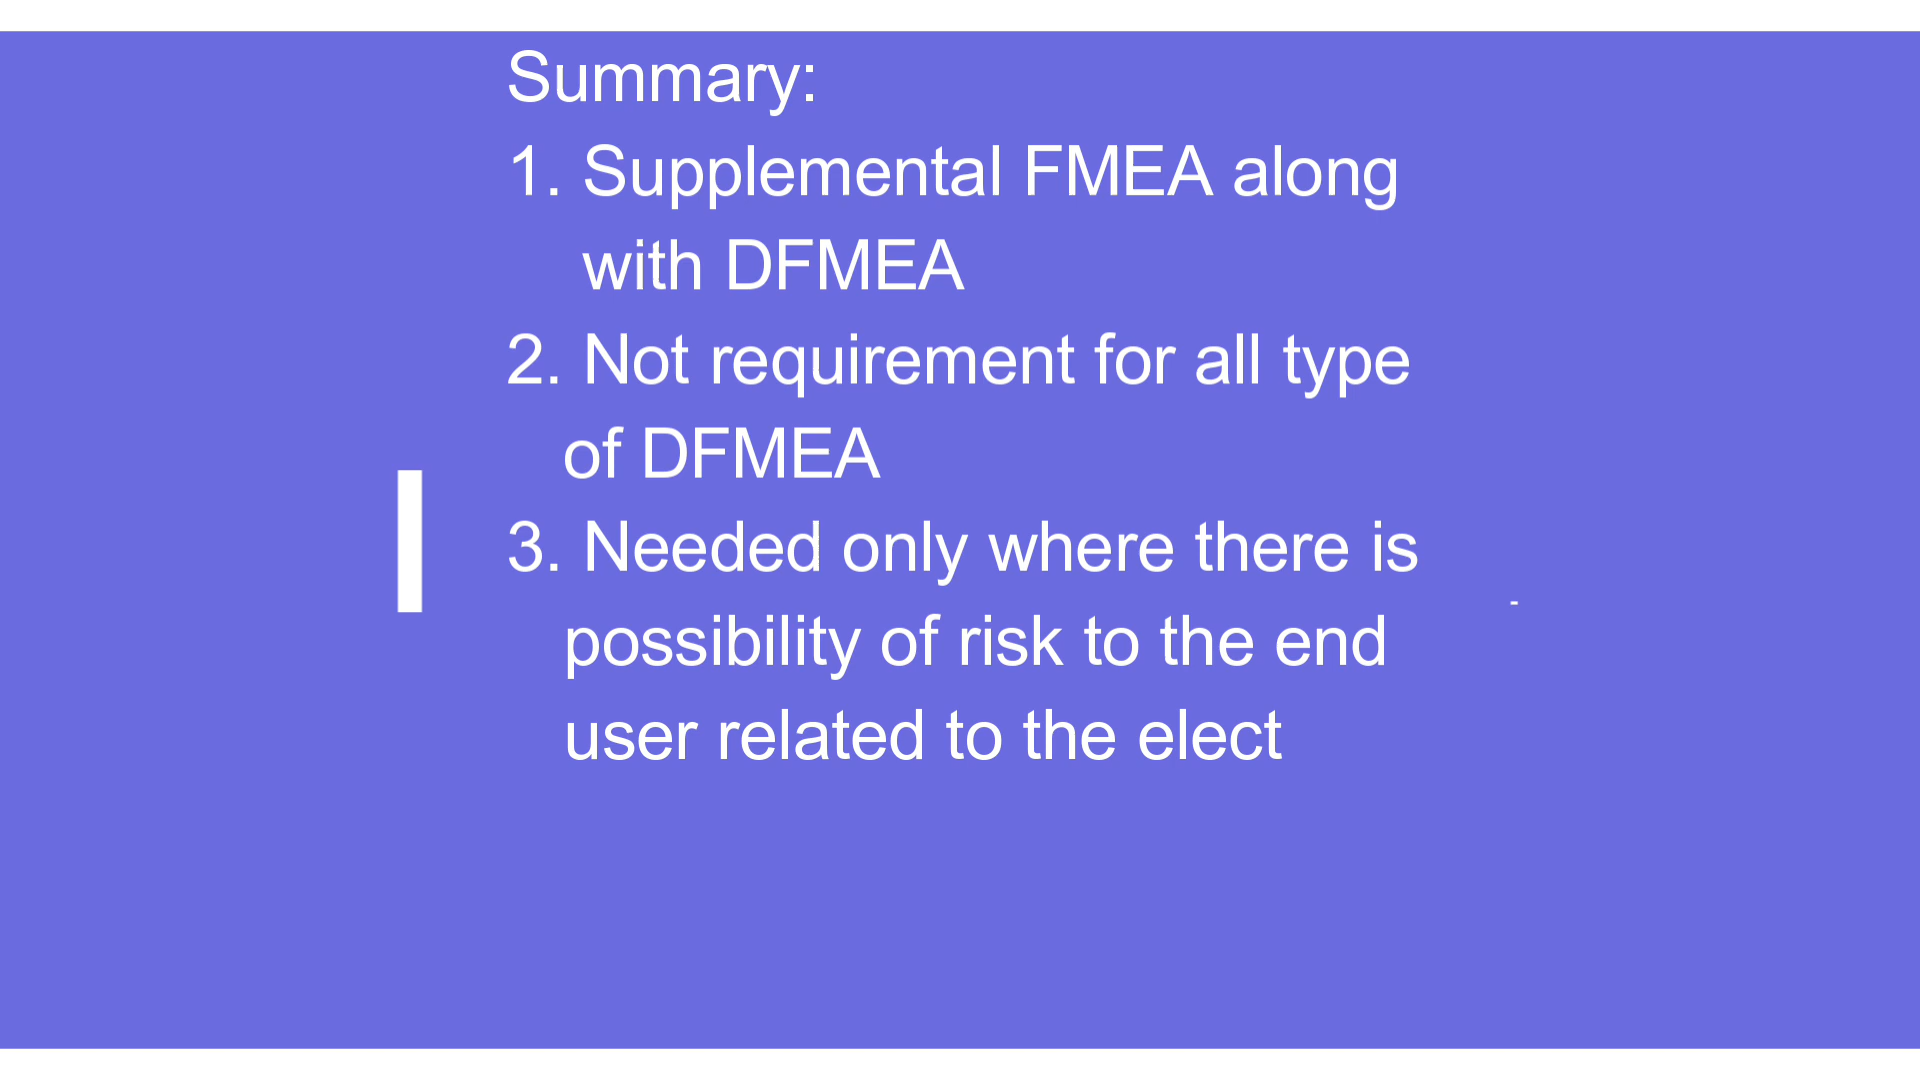 Summary:
1. Supplemental FMEA along
with DFMEA
2. Not requirement for all type
of DFMEA
3. Needed only where there is
possibility of risk to the end
user related to the elect